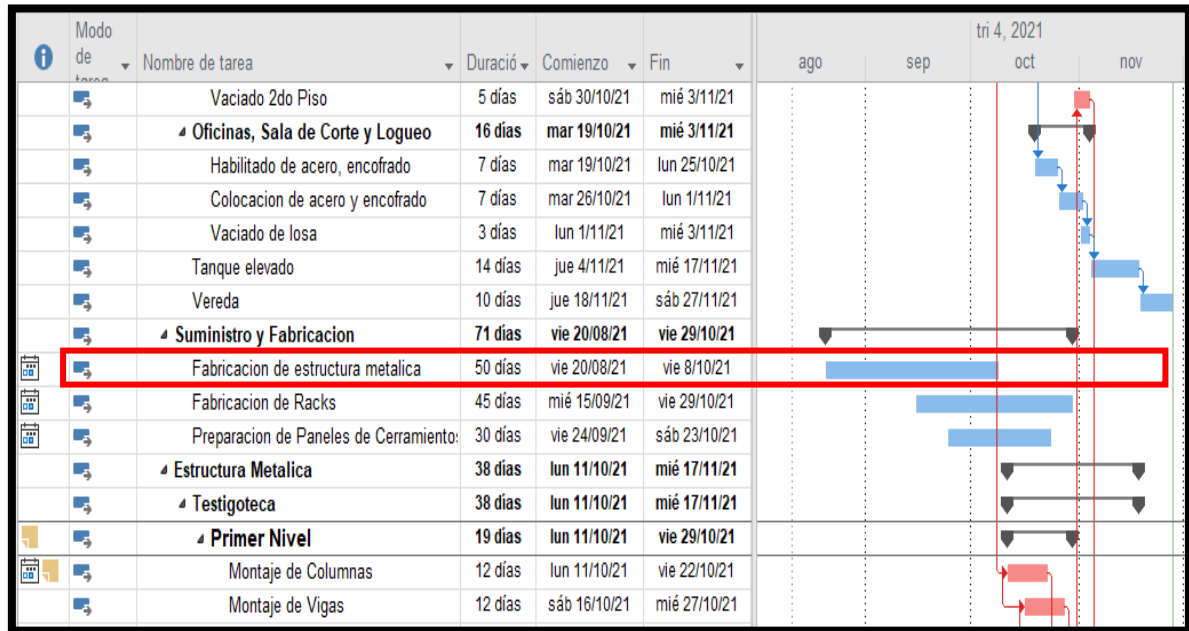 Modo de tarea Nombre de tarea Duració Comienzo Fin
tri 4, 2021
ago sep oct nov
Vaciado 2do Piso 5 días sáb 30/10/21 mié 3/11/21
Oficinas, Sala de Corte y Logueo 16 días mar 19/10/21 mié 3/11/21
Habilitado de acero, encofrado 7 días mar 19/10/21 lun 25/10/21
Colocacion de acero y encofrado 7 días mar 26/10/21 lun 1/11/21
Vaciado de losa 3 días lun 1/11/21 mié 3/11/21
Tanque elevado 14 días jue 4/11/21 mié 17/11/21
Vereda 10 días jue 18/11/21 sáb 27/11/21
Suministro y Fabricacion 71 días vie 20/08/21 vie 29/10/21
Fabricacion de estructura metalica 50 días vie 20/08/21 vie 8/10/21
Fabricacion de Racks 45 días mié 15/09/21 vie 29/10/21
Preparacion de Paneles de Cerramiento 30 días vie 24/09/21 sáb 23/10/21
Estructura Metalica 38 días lun 11/10/21 mié 17/11/21
Testigoteca 38 días lun 11/10/21 mié 17/11/21
Primer Nivel 19 días lun 11/10/21 vie 29/10/21
Montaje de Columnas 12 días lun 11/10/21 vie 22/10/21
Montaje de Vigas 12 días sáb 16/10/21 mié 27/10/21